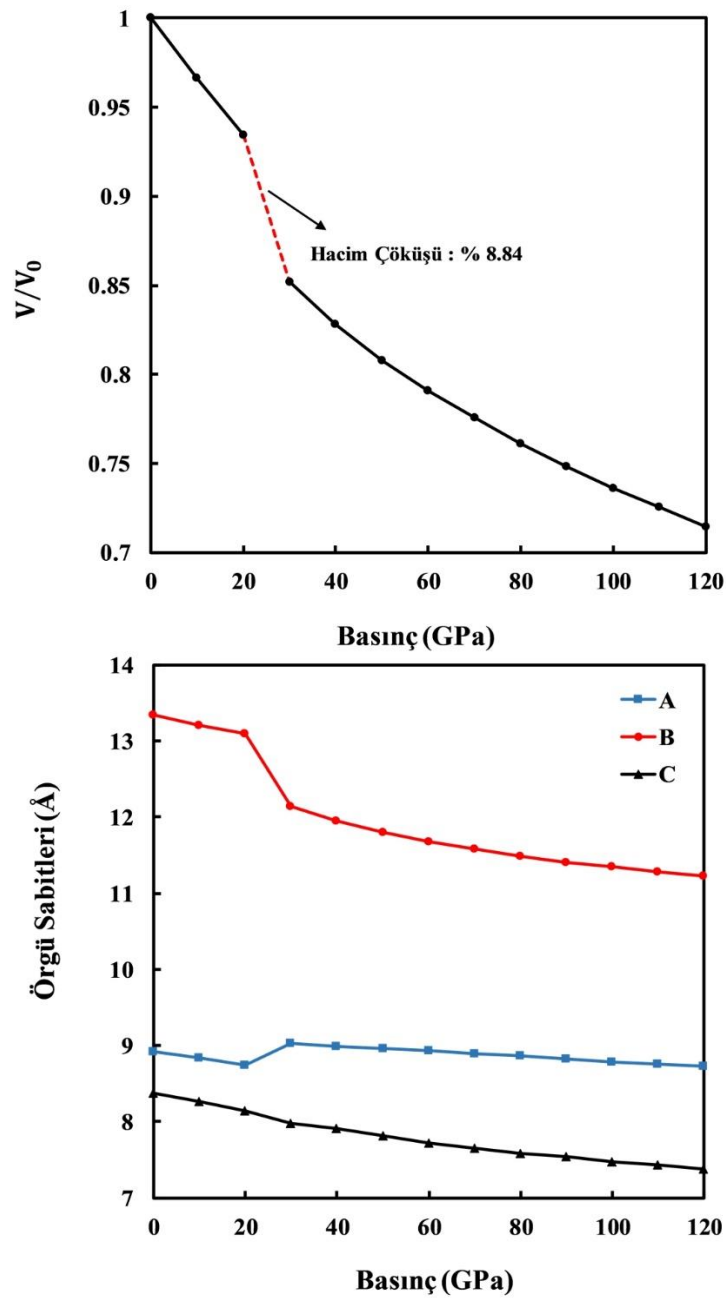 1
0.95
0.9
0.85
0.8
0.75
0.7
V/V₀
Hacim Çöküşü : % 8.84
0 20 40 60 80 100 120
Basınç (GPa)
14
13
12
11
10
9
8
7
Örgü Sabitleri (Å)
A
B
C
0 20 40 60 80 100 120
Basınç (GPa)